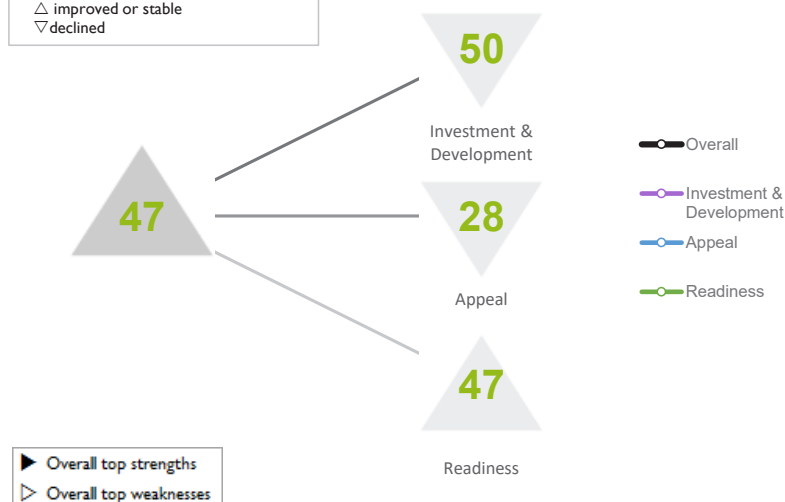 △ improved or stable
▽declined
50
Investment &
Development
47
28
Appeal
47
Readiness
Overall
Investment &
Development
Appeal
Readiness
▶ Overall top strengths
▷ Overall top weaknesses